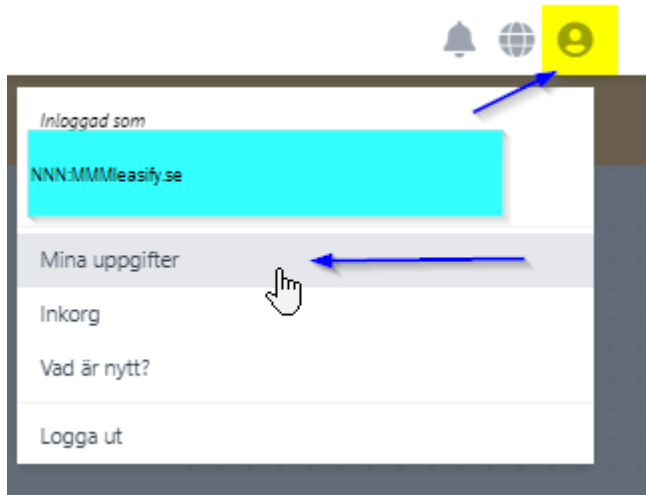 Inloggad som
NNN:MMMleasify.se
Mina uppgifter
Inkorg
Vad är nytt?
Logga ut